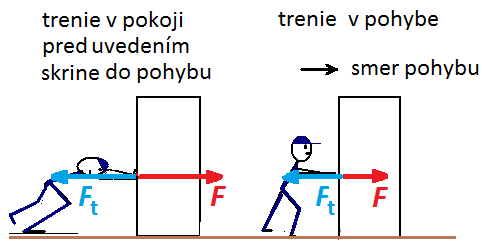 trenie v pokoji
pred uvedením
skrine do pohybu
trenie v pohybe
smer pohybu
Ft
F
Ft
F